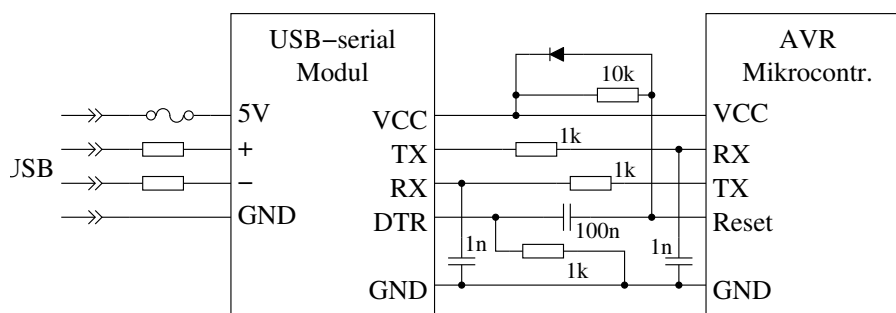 USB−serial
Modul
AVR
Mikrocontr.
10k
5V
VCC
VCC
1k
+
TX
RX
USB
−
RX
1k
TX
GND
DTR
100n
Reset
1n
1n
1k
GND
GND